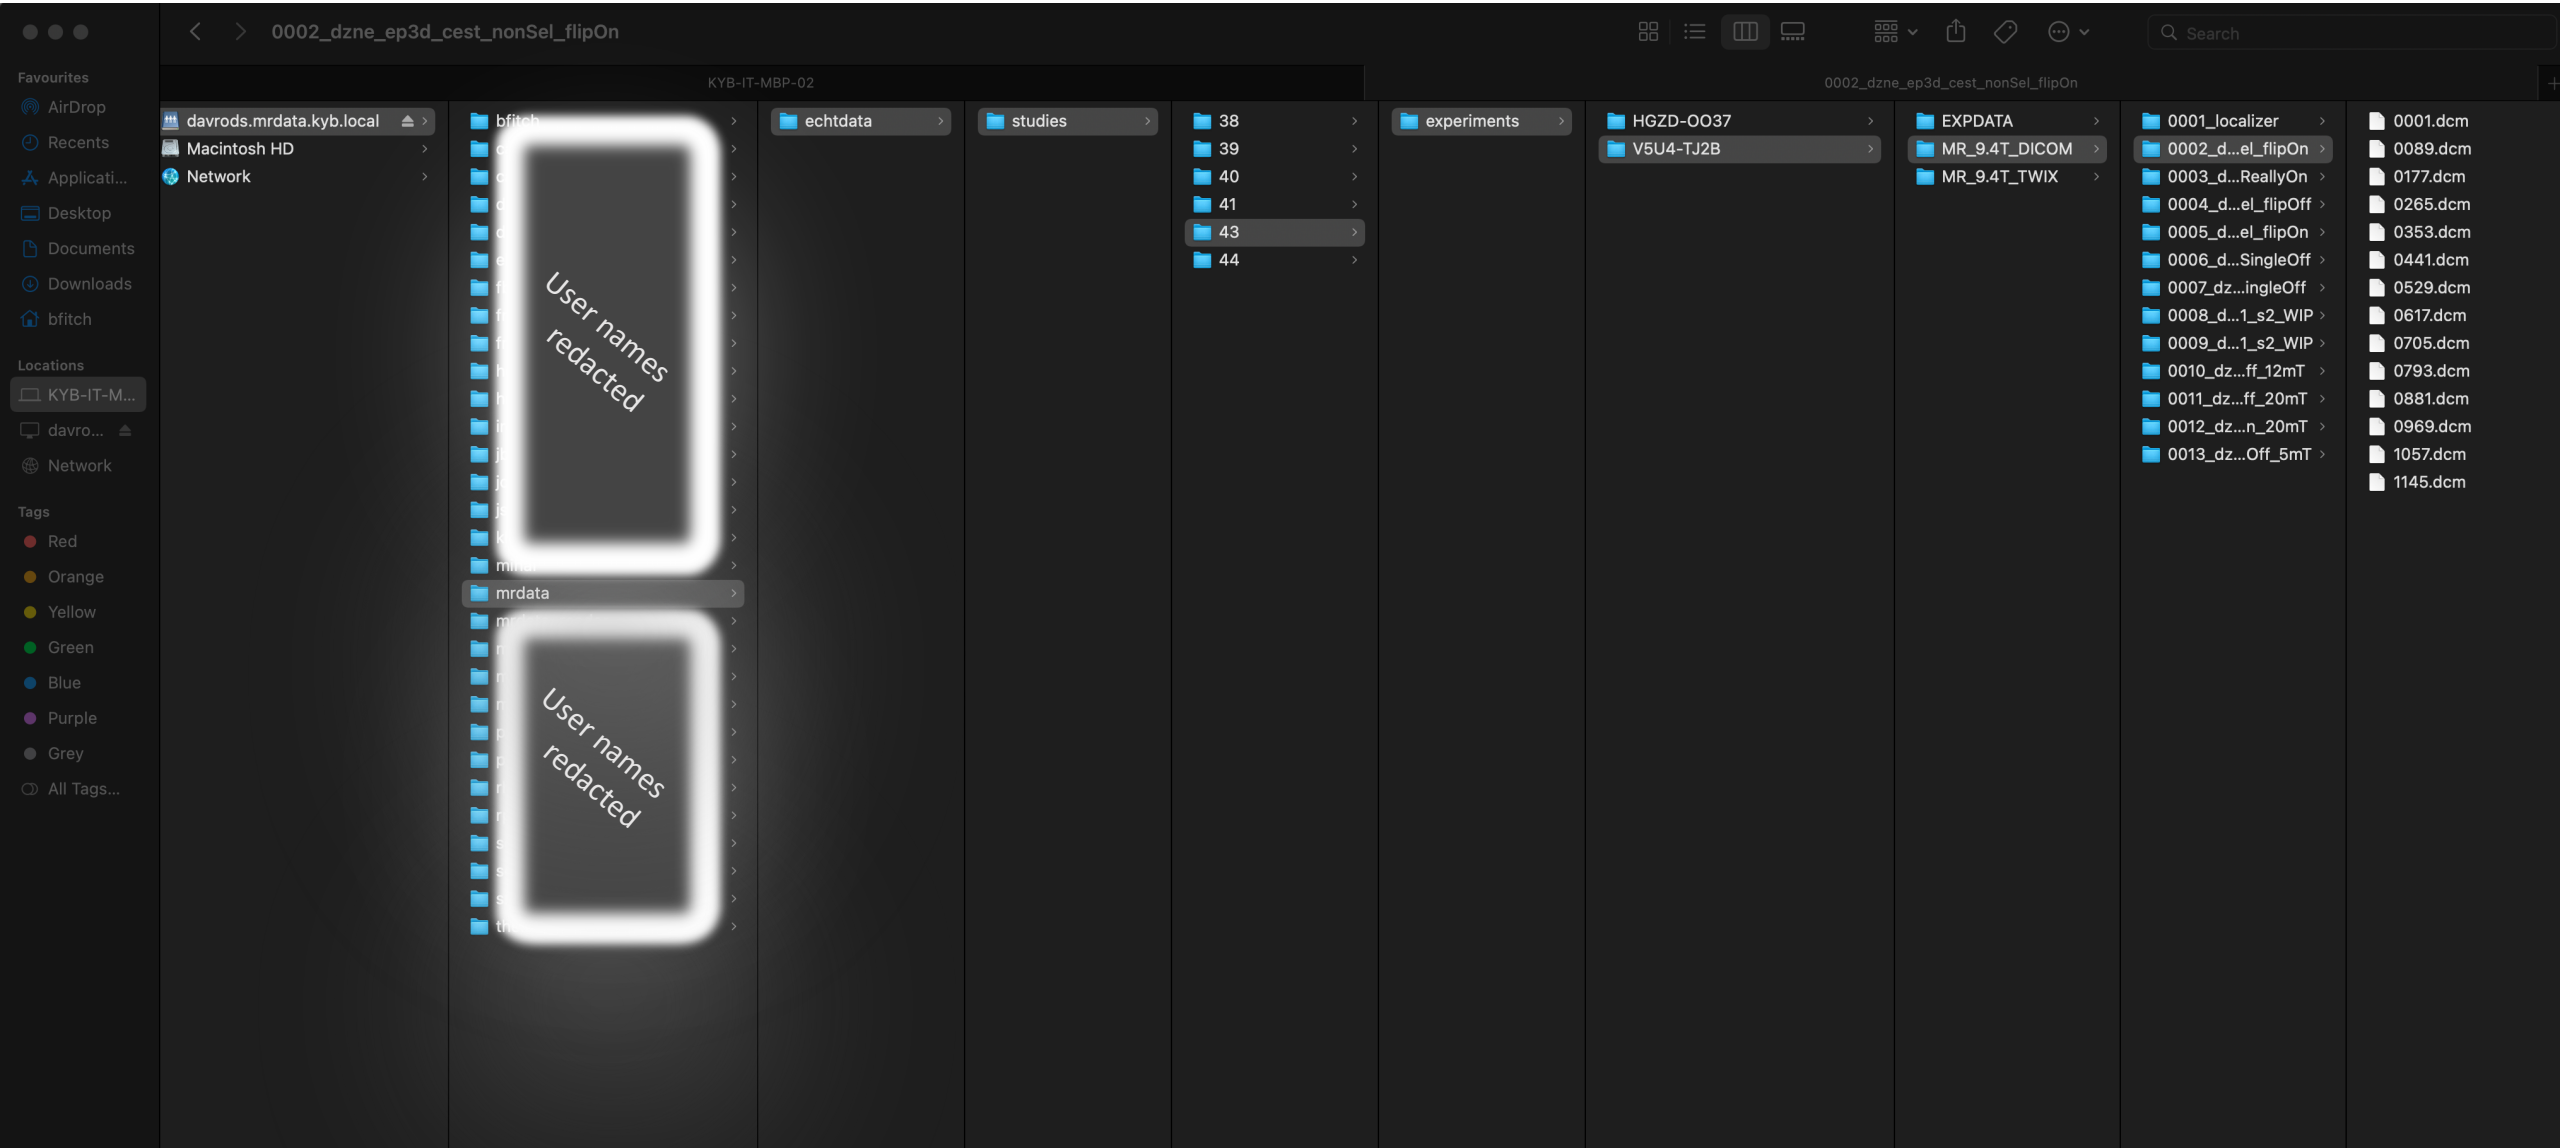 0002_dzne_ep3d_cest_nonSel_flipOn
Search
KYB-IT-MBP-02
0002_dzne_ep3d_cest_nonSel_flipOn
Favourites
AirDrop
Recents
Applicati...
Desktop
Documents
Downloads
bfitch
Locations
KYB-IT-M...
davro...
Network
Tags
Red
Orange
Yellow
Green
Blue
Purple
Grey
All Tags...
davrods.mrdata.kyb.local
Macintosh HD
Network
bfitch
User names
redacted
mrdata
User names
redacted
echtdata
studies
38
39
40
41
43
44
experiments
HGZD-OO37
V5U4-TJ2B
EXPDATA
MR_9.4T_DICOM
MR_9.4T_TWIX
0001_localizer
0002_d...el_flipOn
0003_d...ReallyOn
0004_d...el_flipOff
0005_d...el_flipOn
0006_d...SingleOff
0007_dz...ingleOff
0008_d...1_s2_WIP
0009_d...1_s2_WIP
0010_dz...ff_12mT
0011_dz...ff_20mT
0012_dz...n_20mT
0013_dz...Off_5mT
0001.dcm
0089.dcm
0177.dcm
0265.dcm
0353.dcm
0441.dcm
0529.dcm
0617.dcm
0705.dcm
0793.dcm
0881.dcm
0969.dcm
1057.dcm
1145.dcm